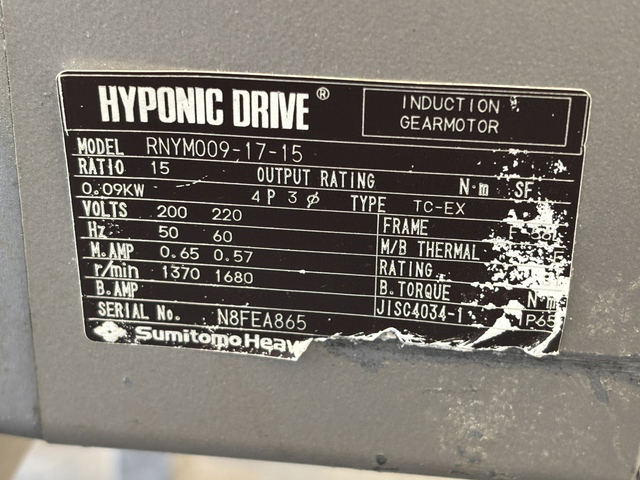 HYPONIC DRIVE®
INDUCTION
GEARMOTOR
MODEL RNYM009-17-15
RATIO 15 OUTPUT RATING N·m SF
0.09KW 4P 3ø TYPE TC-EX
VOLTS 200 220 FRAME
Hz 50 60 M/B THERMAL
M.AMP 0.65 0.57 RATING
r/min 1370 1680 B.TORQUE N·m
B.AMP JISC4034-1 IP65
SERIAL No. N8FEA865
Sumitomo Heav